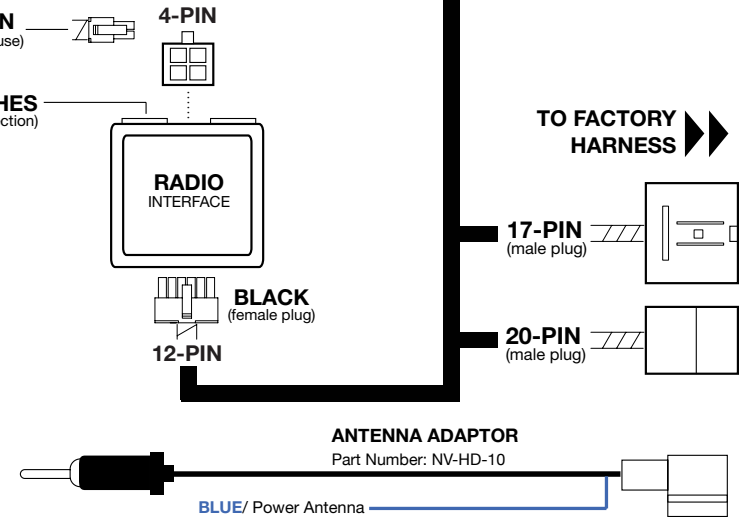 4-PIN
RADIO
INTERFACE
BLACK
(female plug)
12-PIN
TO FACTORY
HARNESS
17-PIN
(male plug)
20-PIN
(male plug)
ANTENNA ADAPTOR
Part Number: NV-HD-10
BLUE/ Power Antenna